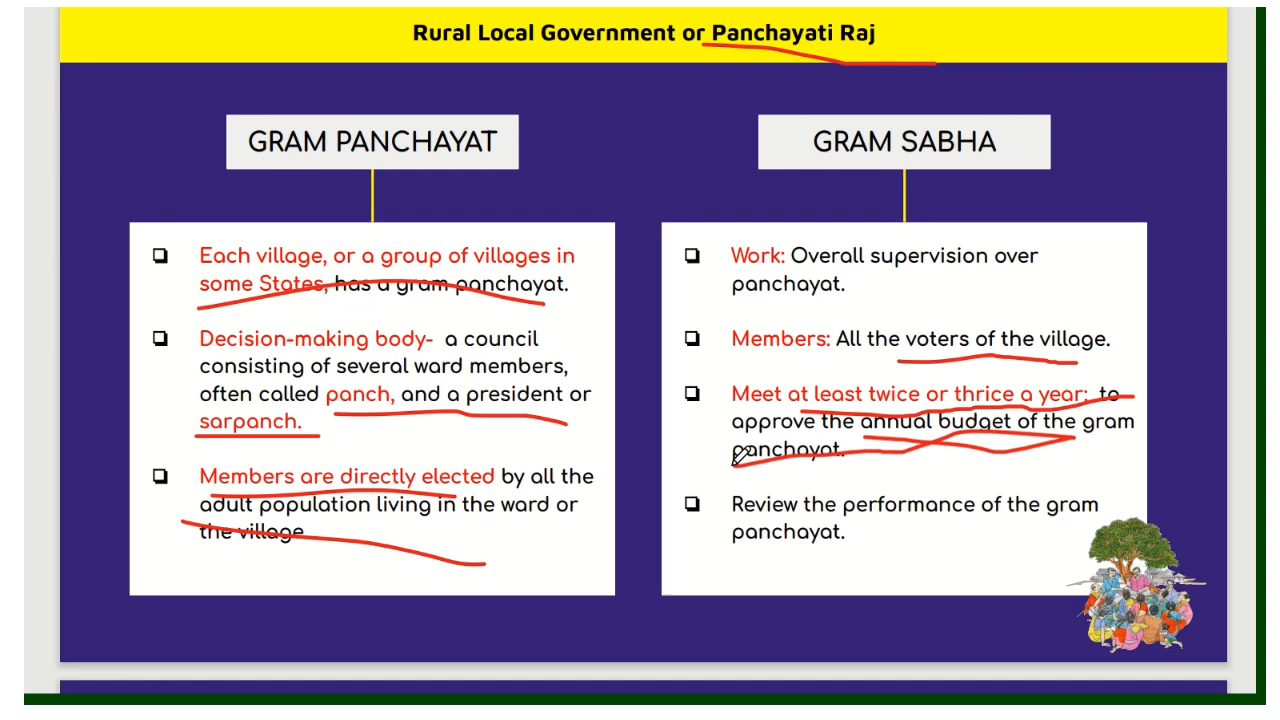 Rural Local Government or Panchayati Raj
GRAM PANCHAYAT
Each village, or a group of villages in
some States, has a gram panchayat.
Decision-making body- a council
consisting of several ward members,
often called panch, and a president or
sarpanch.
Members are directly elected by all the
adult population living in the ward or
the village
GRAM SABHA
Work: Overall supervision over
panchayat.
Members: All the voters of the village.
Meet at least twice or thrice a year: to
approve the annual budget of the gram
panchayat.
Review the performance of the gram
panchayat.